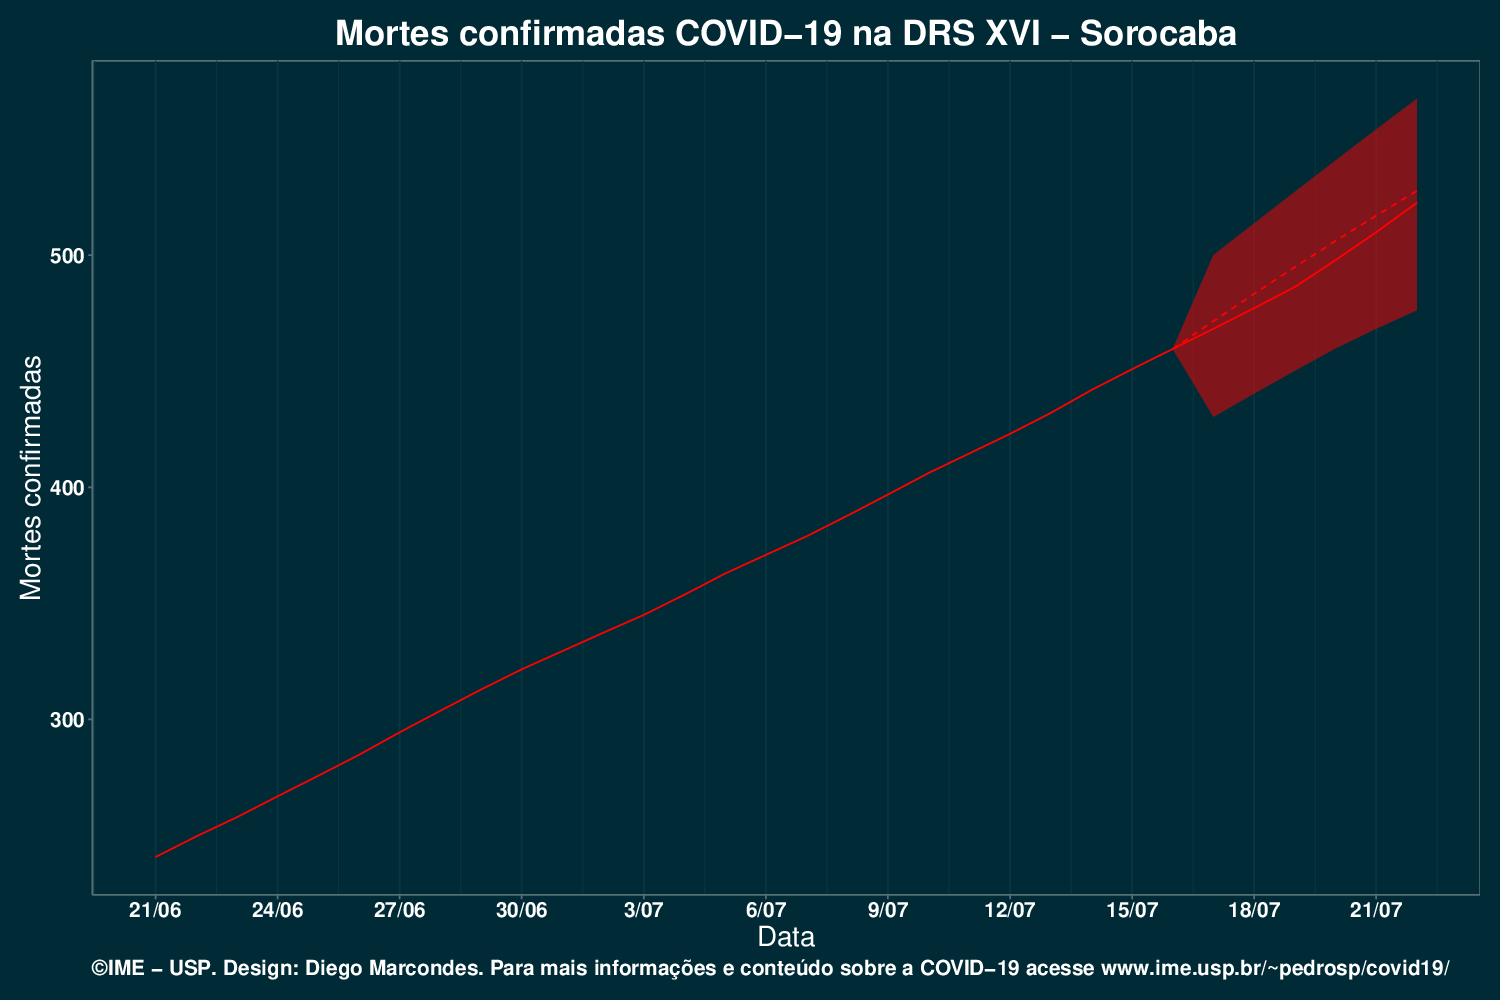 Mortes confirmadas COVID−19 na DRS XVI − Sorocaba
Mortes confirmadas
500
400
300
21/06 24/06 27/06 30/06 3/07 6/07 9/07 12/07 15/07 18/07 21/07
Data
©IME − USP. Design: Diego Marcondes. Para mais informações e conteúdo sobre a COVID−19 acesse www.ime.usp.br/~pedrosp/covid19/